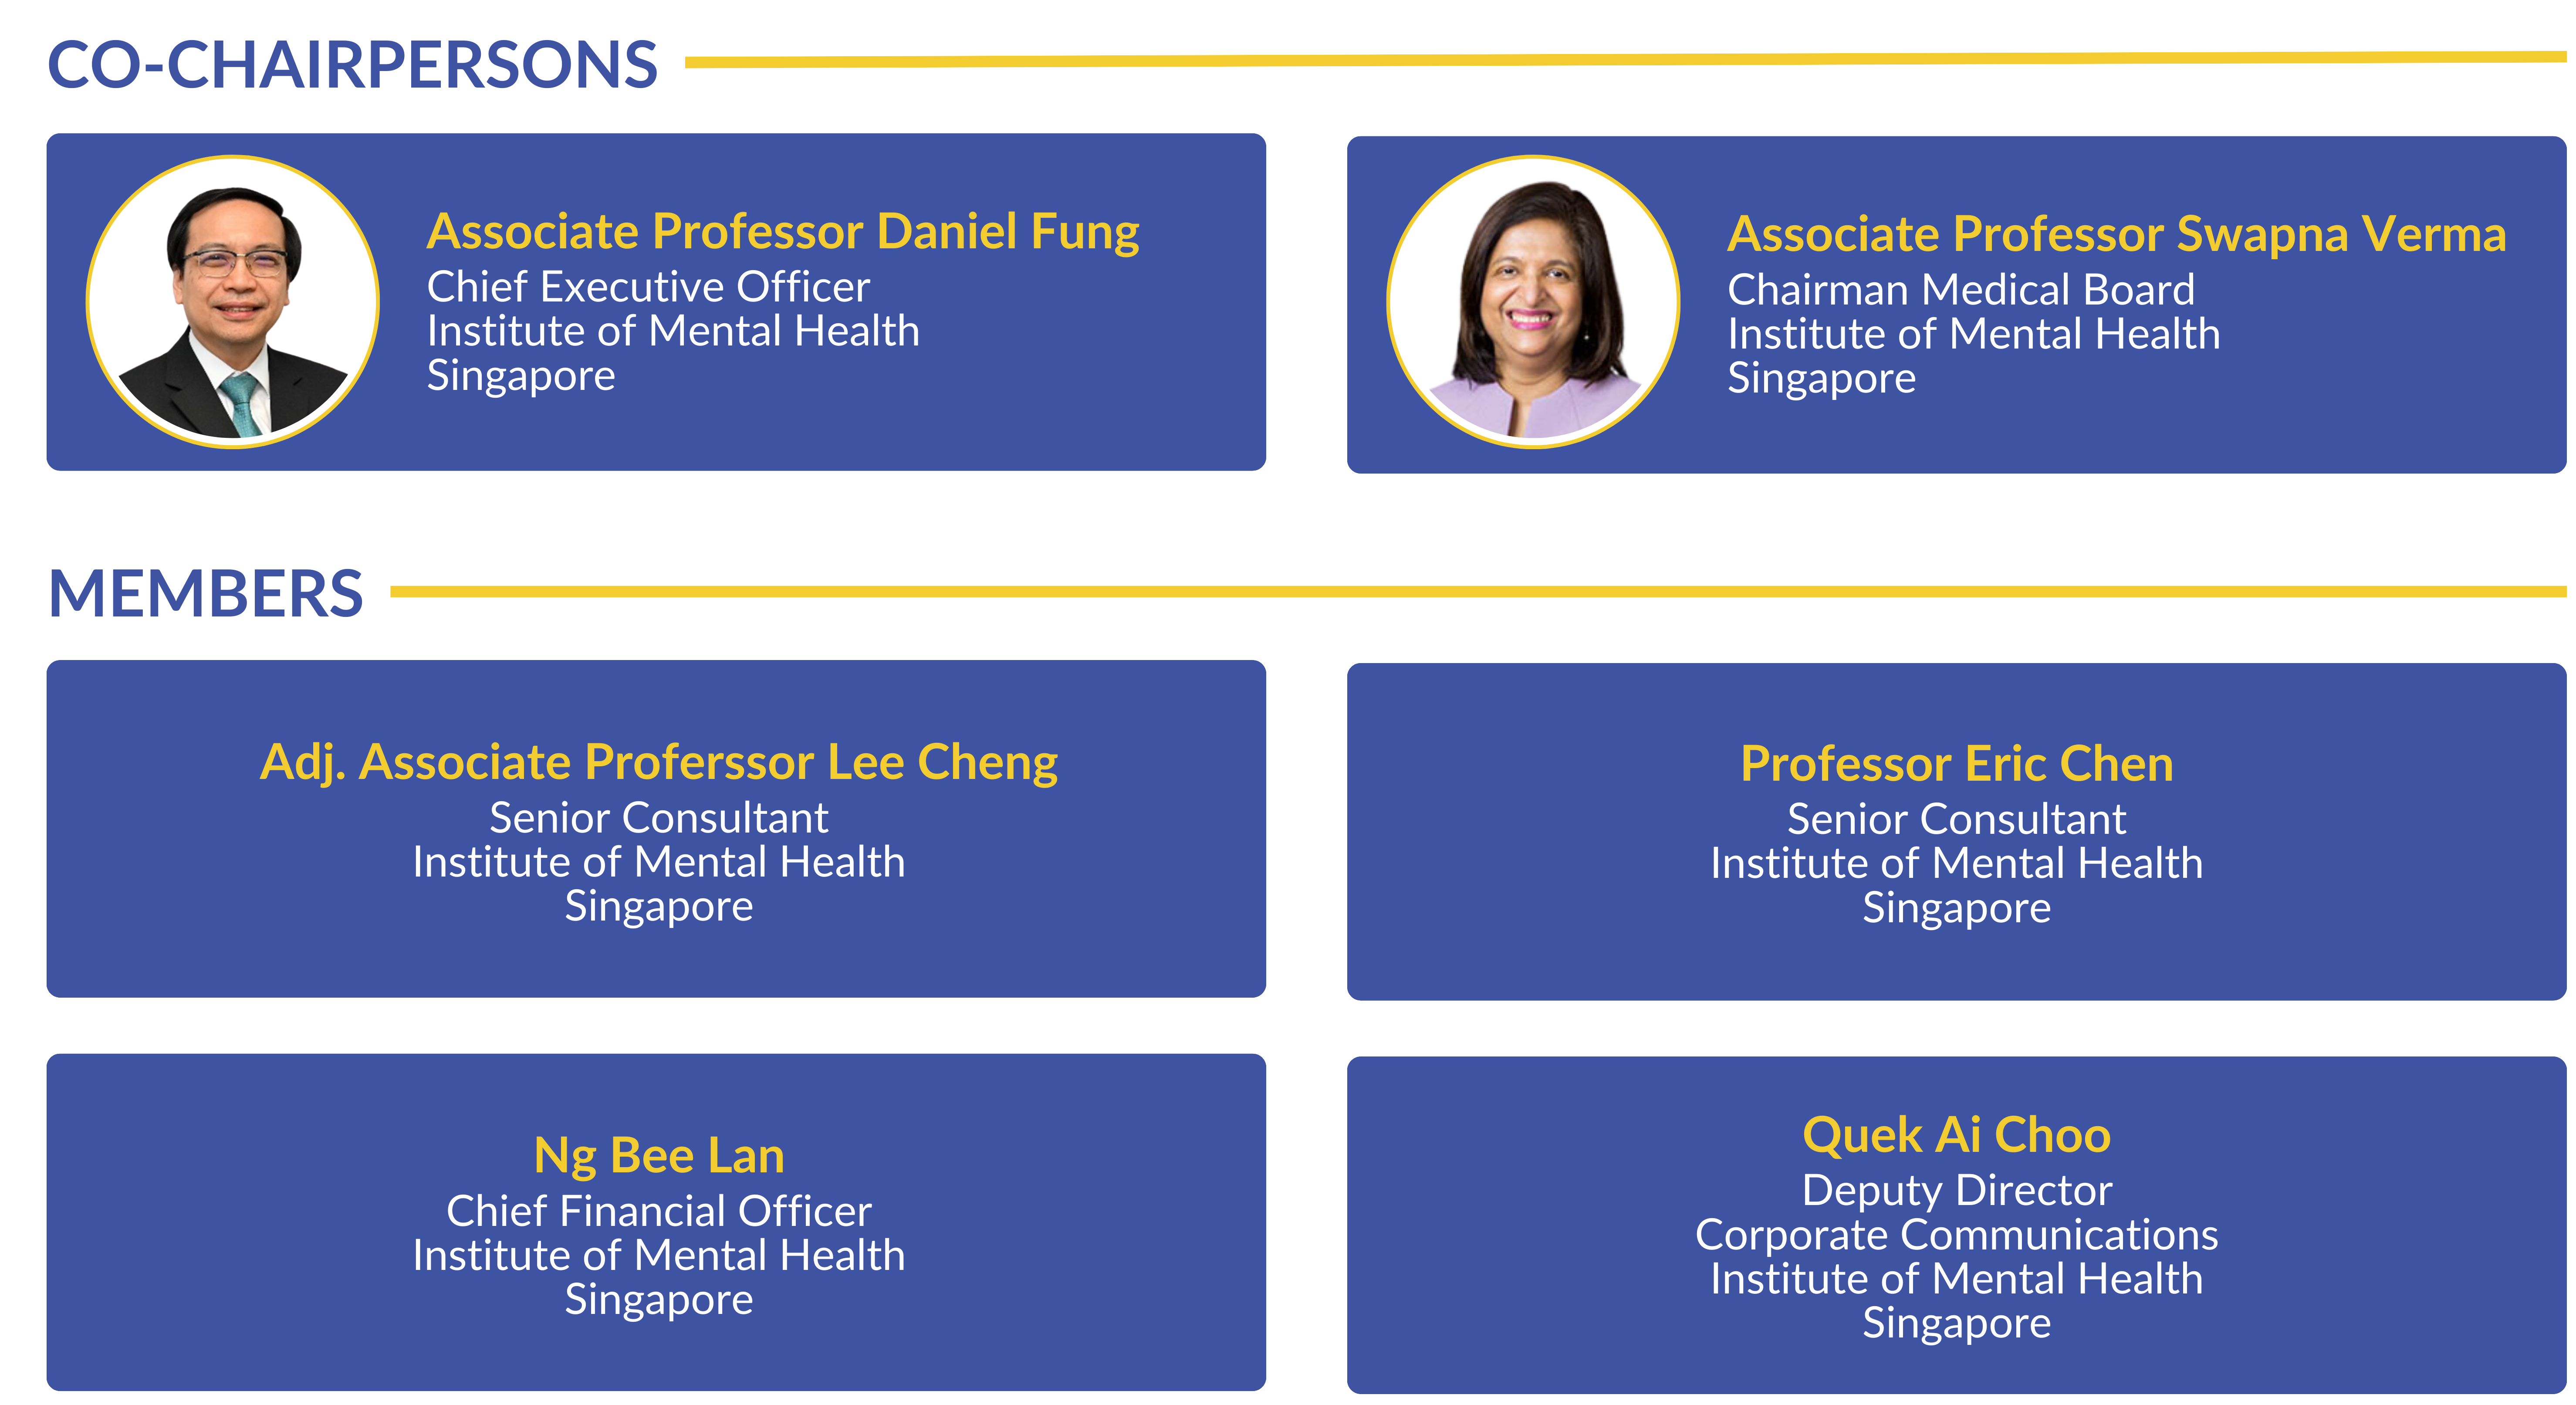 CO-CHAIRPERSONS
Associate Professor Daniel Fung
Chief Executive Officer
Institute of Mental Health
Singapore
Associate Professor Swapna Verma
Chairman Medical Board
Institute of Mental Health
Singapore
MEMBERS
Adj. Associate Proferssor Lee Cheng
Senior Consultant
Institute of Mental Health
Singapore
Professor Eric Chen
Senior Consultant
Institute of Mental Health
Singapore
Ng Bee Lan
Chief Financial Officer
Institute of Mental Health
Singapore
Quek Ai Choo
Deputy Director
Corporate Communications
Institute of Mental Health
Singapore